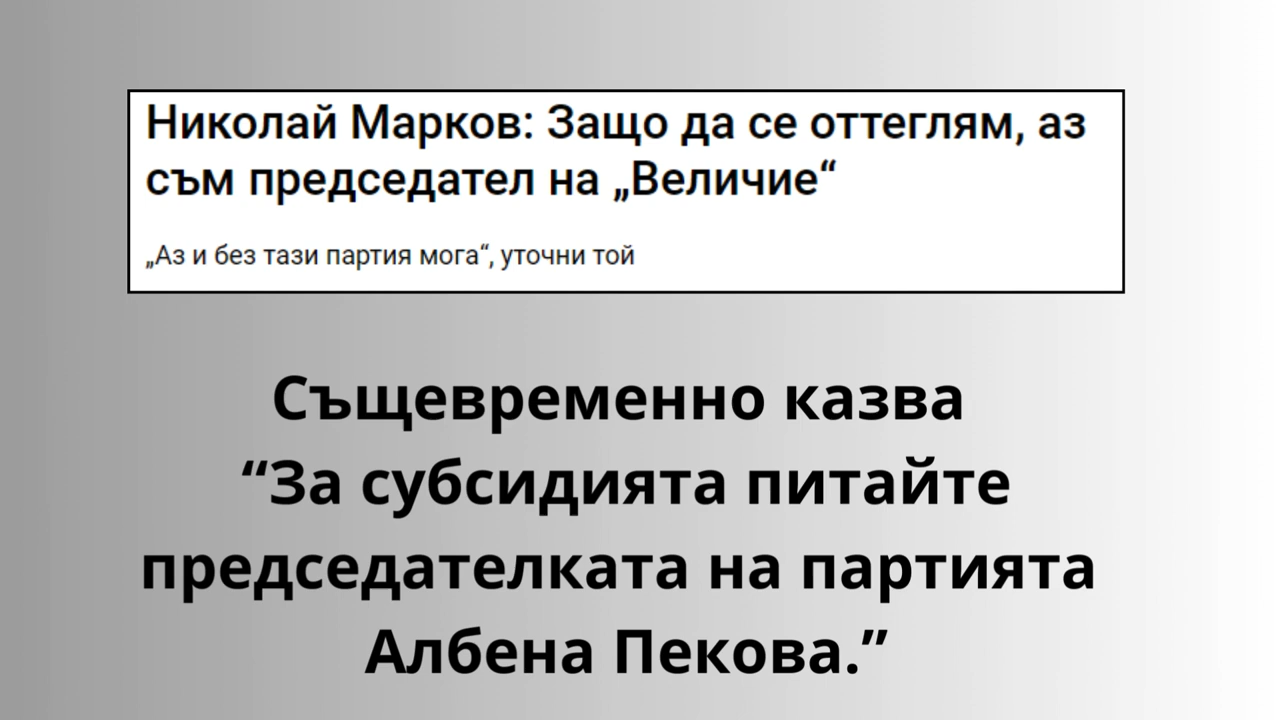 Николай Марков: Защо да се оттеглям, аз
съм председател на „Величие“
„Аз и без тази партия мога“, уточни той
Същевременно казва
“За субсидията питайте
председателката на партията
Албена Пекова.”